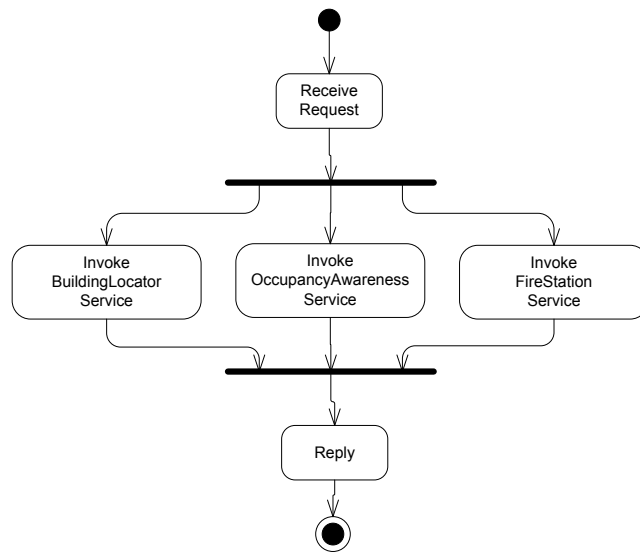 Receive
Request
Invoke
BuildingLocator
Service
Invoke
OccupancyAwareness
Service
Invoke
FireStation
Service
Reply